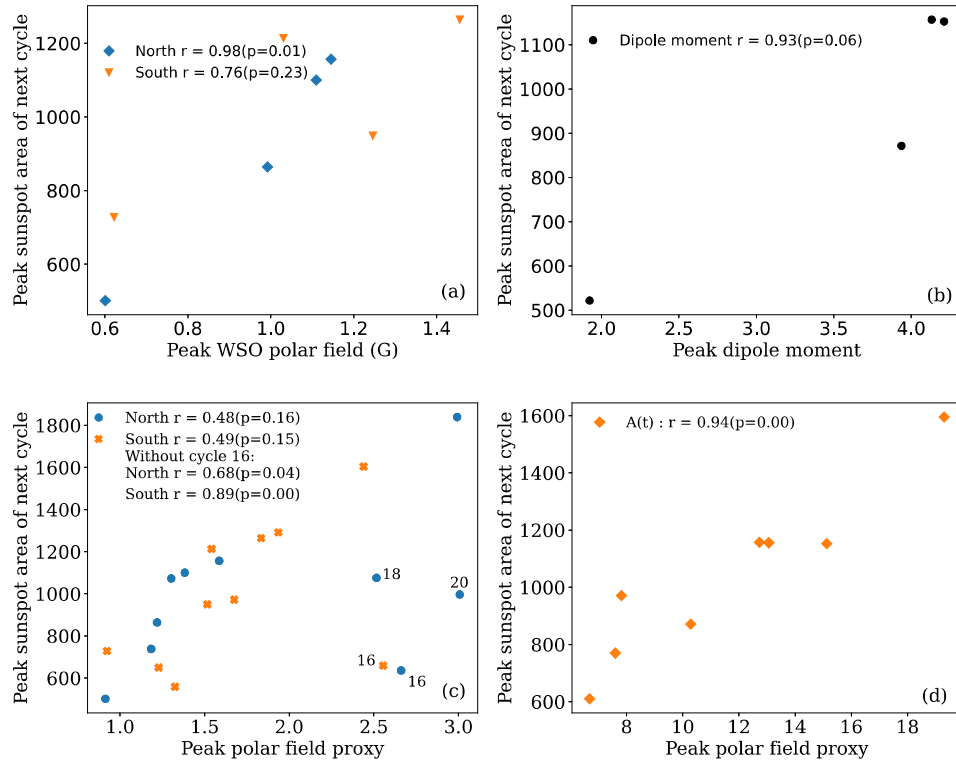 Peak sunspot area of next cycle
1200
1000
800
600
North r = 0.98(p=0.01)
South r = 0.76(p=0.23)
(a)
0.6
0.8
1.0
1.2
1.4
Peak WSO polar field (G)
Peak sunspot area of next cycle
1100
1000
900
800
700
600
500
Dipole moment r = 0.93(p=0.06)
(b)
2.0
2.5
3.0
3.5
4.0
Peak dipole moment
Peak sunspot area of next cycle
1800
1600
1400
1200
1000
800
600
North r = 0.48(p=0.16)
South r = 0.49(p=0.15)
Without cycle 16:
North r = 0.68(p=0.04)
South r = 0.89(p=0.00)
18
20
16
16
(c)
1.0
1.5
2.0
2.5
3.0
Peak polar field proxy
Peak sunspot area of next cycle
1600
1400
1200
1000
800
600
A(t) : r = 0.94(p=0.00)
(d)
8
10
12
14
16
18
Peak polar field proxy